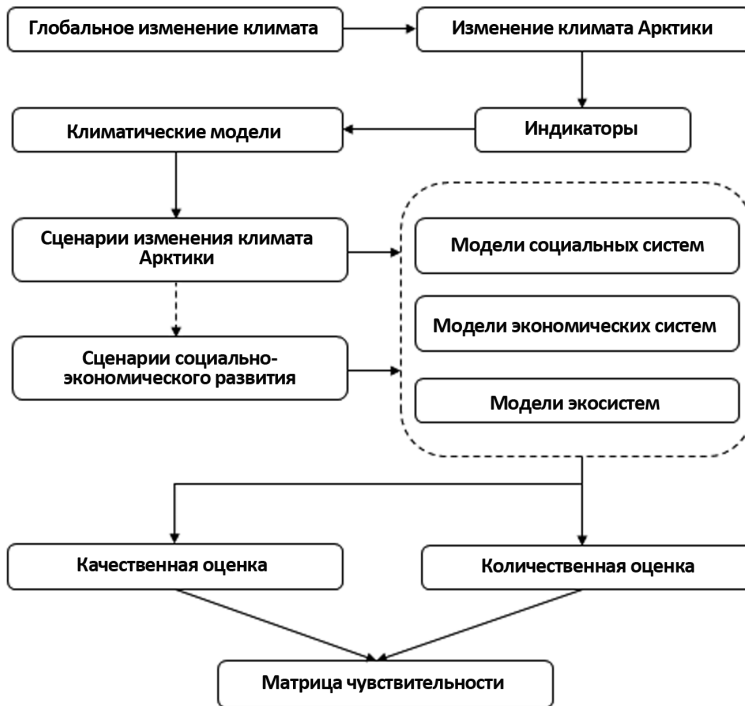 Глобальное изменение климата
Изменение климата Арктики
Климатические модели
Индикаторы
Сценарии изменения климата
Арктики
Модели социальных систем
Модели экономических систем
Сценарии социально-
экономического развития
Модели экосистем
Качественная оценка
Количественная оценка
Матрица чувствительности